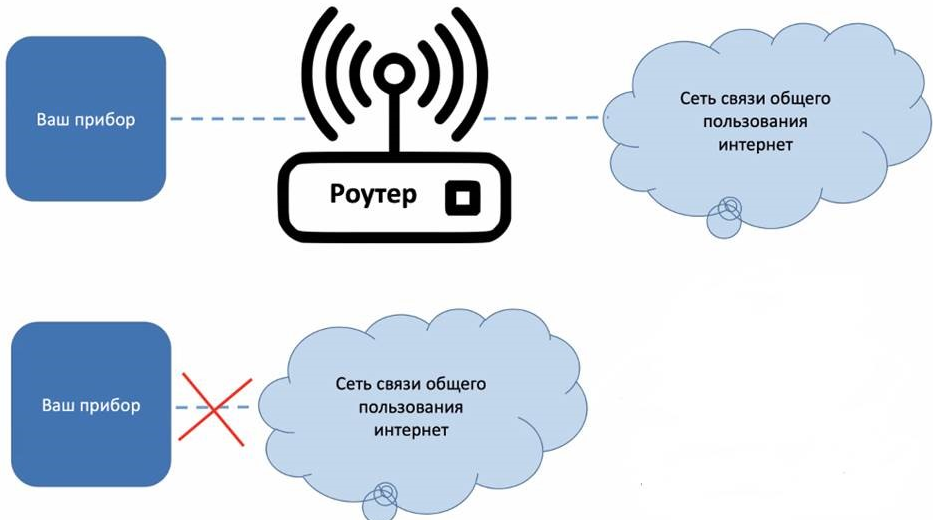 Ваш прибор
Роутер
Сеть связи общего
пользования
интернет
Ваш прибор
Сеть связи общего
пользования
интернет